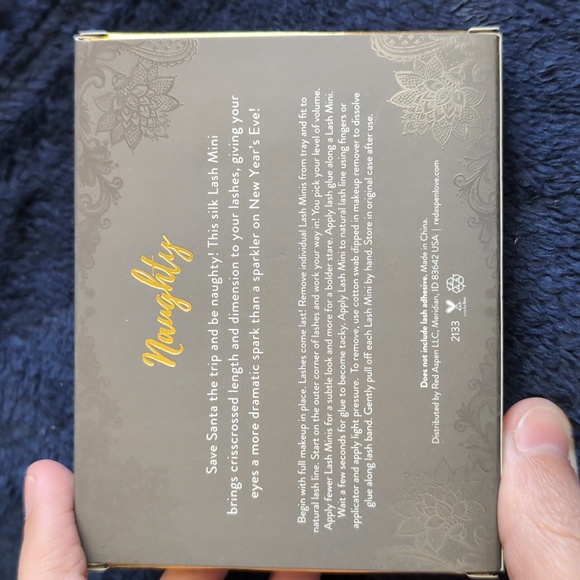 Naughty
Save Santa the trip and be naughty! This silk Lash Mini
brings crisscrossed length and dimension to your lashes, giving your
eyes a more dramatic spark than a sparkler on New Year's Eve!
Begin with full makeup in place. Lashes come last! Remove individual Lash Minis from tray and fit to
natural lash line. Start on the outer corner of lashes and work your way in! You pick your level of volume.
Apply fewer Lash Minis for a subtle look and more for a bolder stare. Apply lash glue along a Lash Mini.
Wait a few seconds for glue to become tacky. Apply Lash Mini to natural lash line using fingers or
applicator and apply light pressure. To remove, use cotton swab dipped in makeup remover to dissolve
glue along lash band. Gently pull off each Lash Mini by hand. Store in original case after use.
Does not include lash adhesive. Made in China.
Distributed by Red Aspen LLC, Meridian, ID 83642 USA | redaspenlove.com
2133